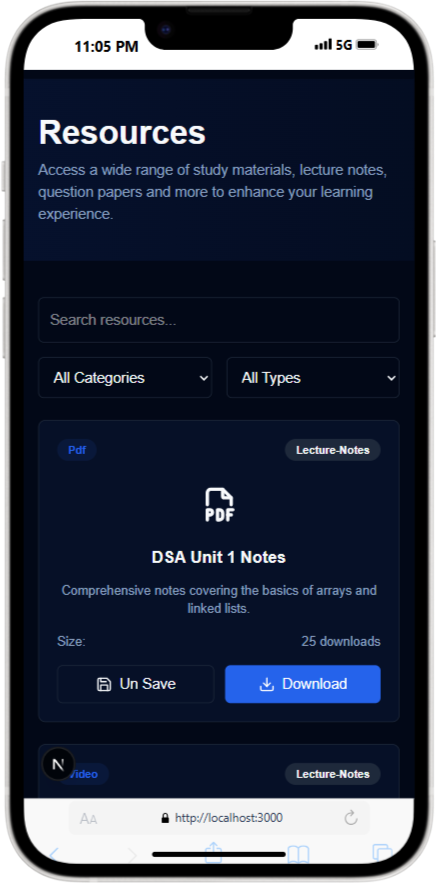 11:05 PM 5G
Resources
Access a wide range of study materials, lecture notes,
question papers and more to enhance your learning
experience.
Search resources...
All Categories All Types
Pdf Lecture-Notes
PDF
DSA Unit 1 Notes
Comprehensive notes covering the basics of arrays and
linked lists.
Size: 25 downloads
Un Save Download
N Video Lecture-Notes
AA http://localhost:3000